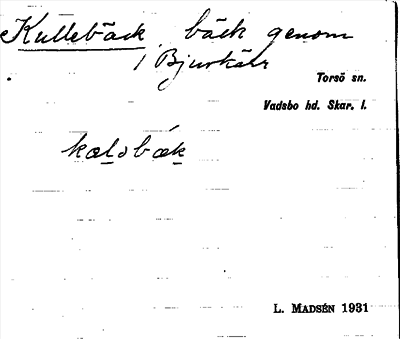 Kullebäck, bäck genom
/ Bjurkärr
Torsö sn.
Vadsbo hd. Skar. l.
L. MADSÉN 1931